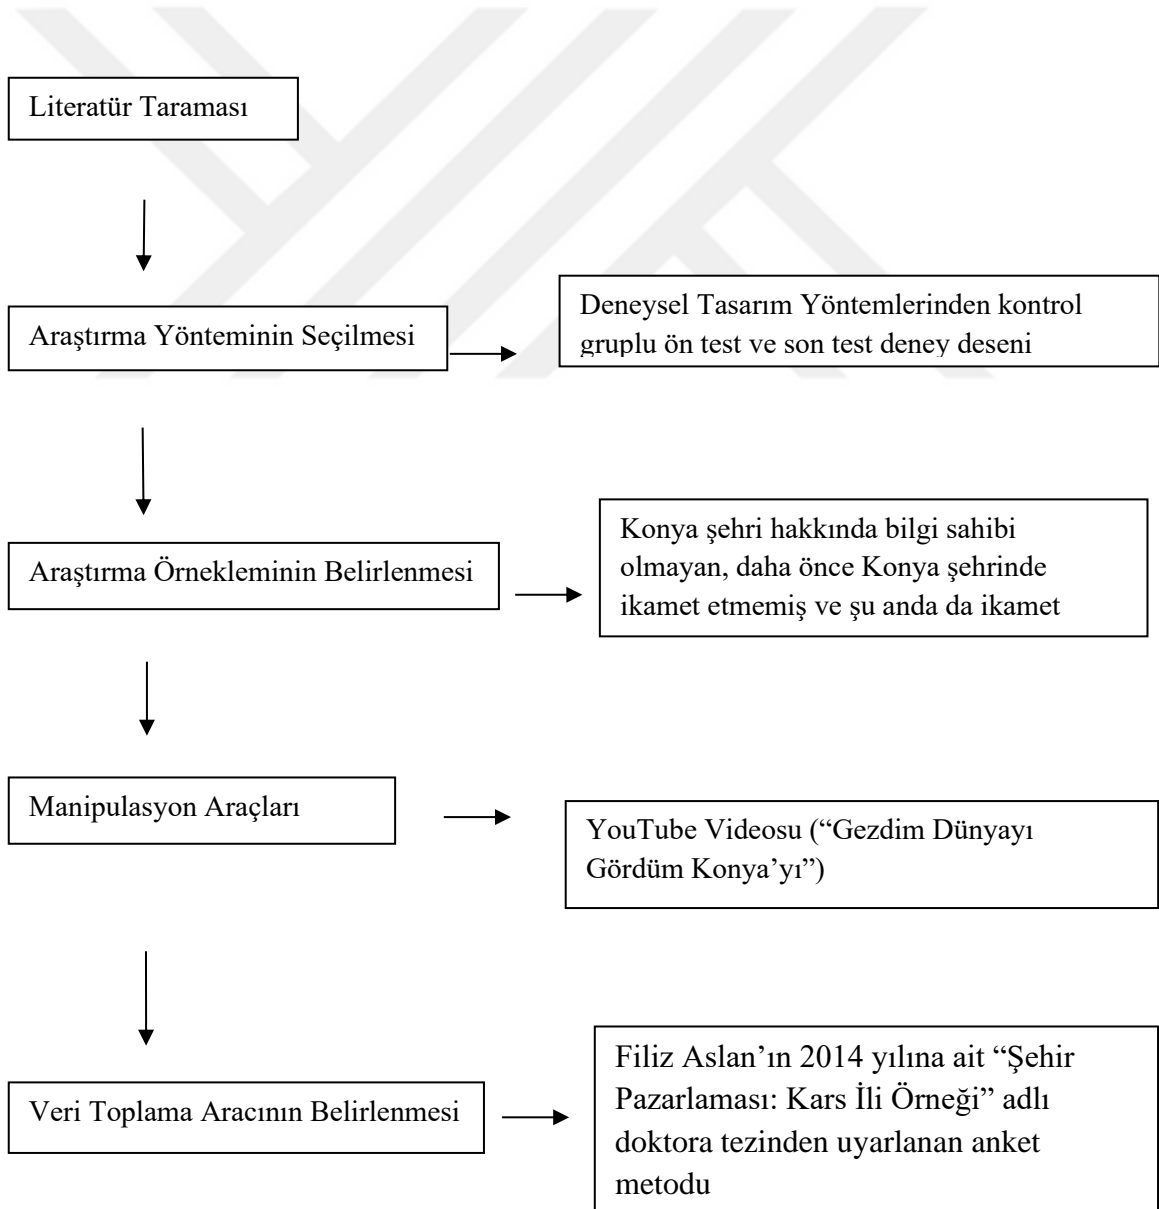 Literatür Taraması
Araştırma Yönteminin Seçilmesi
Deneysel Tasarım Yöntemlerinden kontrol
gruplu ön test ve son test deney deseni
Araştırma Örnekleminin Belirlenmesi
Konya şehri hakkında bilgi sahibi
olmayan, daha önce Konya şehrinde
ikamet etmemiş ve şu anda da ikamet
Manipulasyon Araçları
YouTube Videosu (“Gezdim Dünyayı
Gördüm Konya’yı”)
Veri Toplama Aracının Belirlenmesi
Filiz Aslan’ın 2014 yılına ait “Şehir
Pazarlaması: Kars İli Örneği” adlı
doktora tezinden uyarlanan anket
metodu